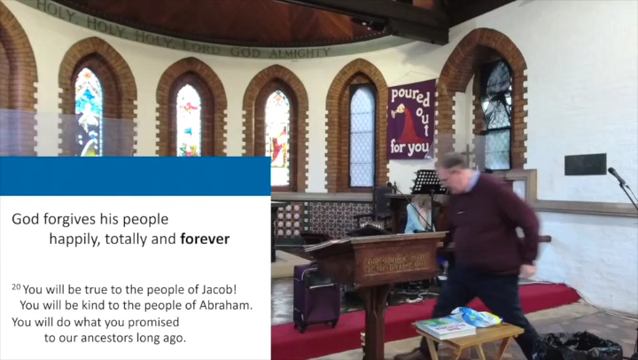 HOLY, HOLY, HOLY, LORD GOD ALMIGHTY
poured
out
for you
God forgives his people
happily, totally and forever
20 You will be true to the people of Jacob!
You will be kind to the people of Abraham.
You will do what you promised
to our ancestors long ago.